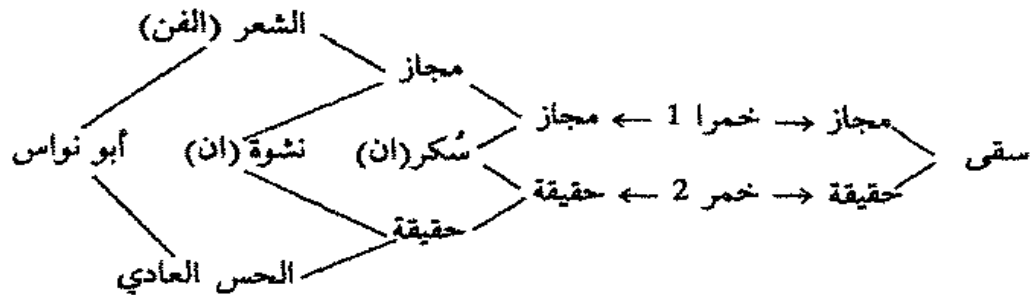 الشعر (الفن)
مجاز
مجاز ← خمرا 1 → مجاز
سقى
سُكر(ان)
نشوة (ان)
أبو نواس
حقيقة ← خمر 2 → حقيقة
حقيقة
الحس العادي